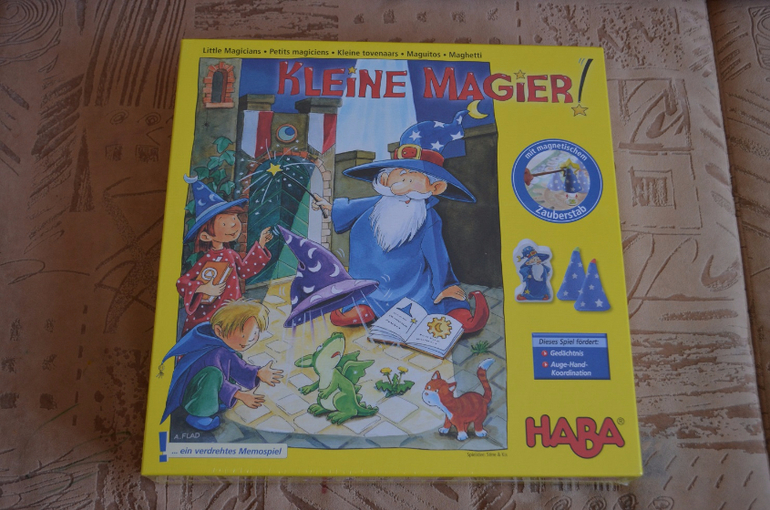 Little Magicians • Petits magiciens • Kleine tovenaars • Maguitos • Maghetti
KLEINE MAGIER!
mit magnetischem
Zauberstab
Dieses Spiel fördert:
Gedächtnis
Auge-Hand-
Koordination
HABA®
A. FLAD
... ein verdrehtes Memospiel